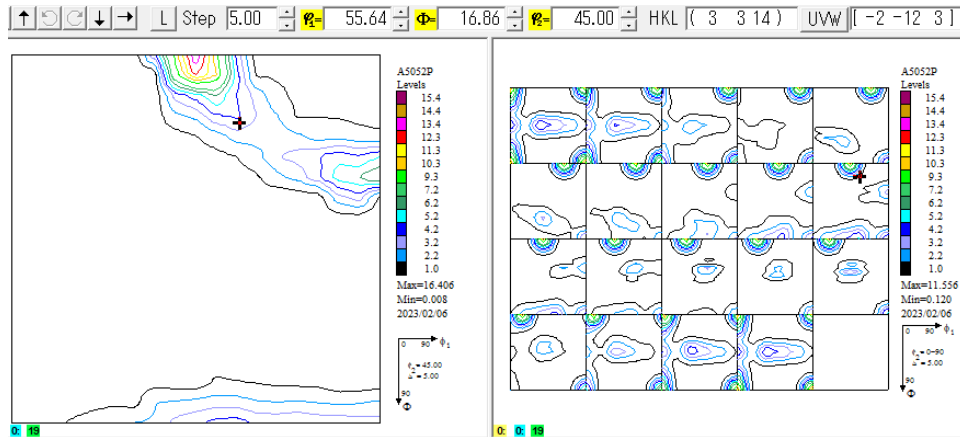 L Step 5.00 φ1= 55.64 Φ= 16.86 φ2= 45.00 HKL ( 3 3 14 ) UVW [ -2 -12 3 ]
A5052P
Levels
15.4
14.4
13.4
12.3
11.3
10.3
9.3
7.2
6.2
5.2
4.2
3.2
2.2
1.0
Max=16.406
Min=0.008
2023/02/06
0 90 φ1
φ2=45.00
Δ=5.00
90
Φ
0: 19
A5052P
Levels
15.4
14.4
13.4
12.3
11.3
10.3
9.3
7.2
6.2
5.2
4.2
3.2
2.2
1.0
Max=11.556
Min=0.120
2023/02/06
0 90 φ1
φ2=0-90
Δ=5.00
90
Φ
0: 0: 19